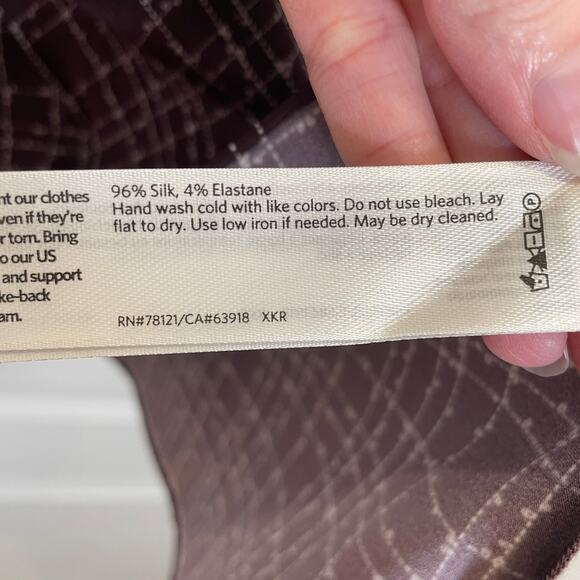 nt our clothes
ven if they're
r torn. Bring
o our US
and support
ke-back
am.
96% Silk, 4% Elastane
Hand wash cold with like colors. Do not use bleach. Lay
flat to dry. Use low iron if needed. May be dry cleaned.
RN#78121/CA#63918 XKR
P